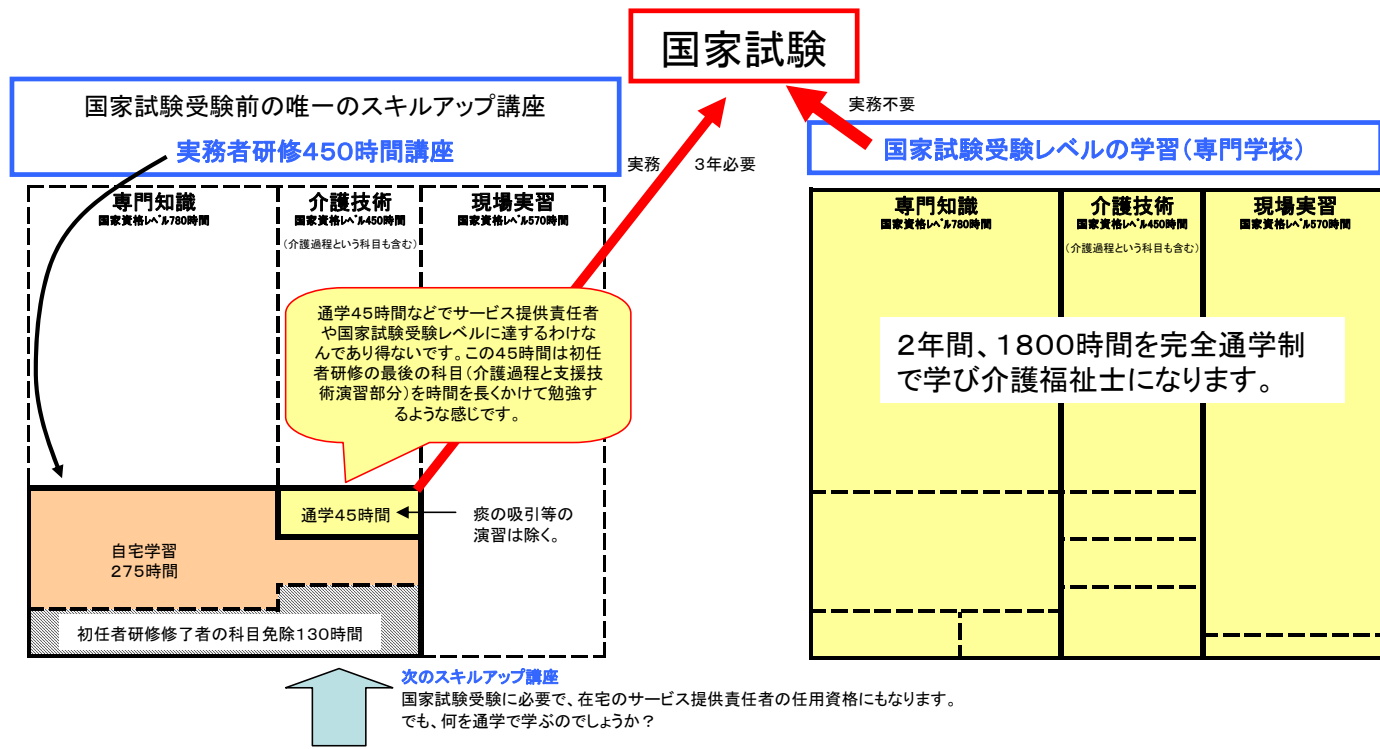 国家試験
国家試験受験前の唯一のスキルアップ講座
実務者研修450時間講座
実務 3年必要
実務不要
国家試験受験レベルの学習(専門学校)
専門知識
国家資格レベル780時間
介護技術
国家資格レベル450時間
(介護過程という科目も含む)
現場実習
国家資格レベル570時間
通学45時間などでサービス提供責任者
や国家試験受験レベルに達するわけな
んであり得ないです。この45時間は初任
者研修の最後の科目(介護過程と支援技
術演習部分)を時間を長くかけて勉強す
るような感じです。
通学45時間
痰の吸引等の
演習は除く。
自宅学習
275時間
初任者研修修了者の科目免除130時間
専門知識
国家資格レベル780時間
介護技術
国家資格レベル450時間
(介護過程という科目も含む)
現場実習
国家資格レベル570時間
2年間、1800時間を完全通学制
で学び介護福祉士になります。
次のスキルアップ講座
国家試験受験に必要で、在宅のサービス提供責任者の任用資格にもなります。
でも、何を通学で学ぶのでしょうか?